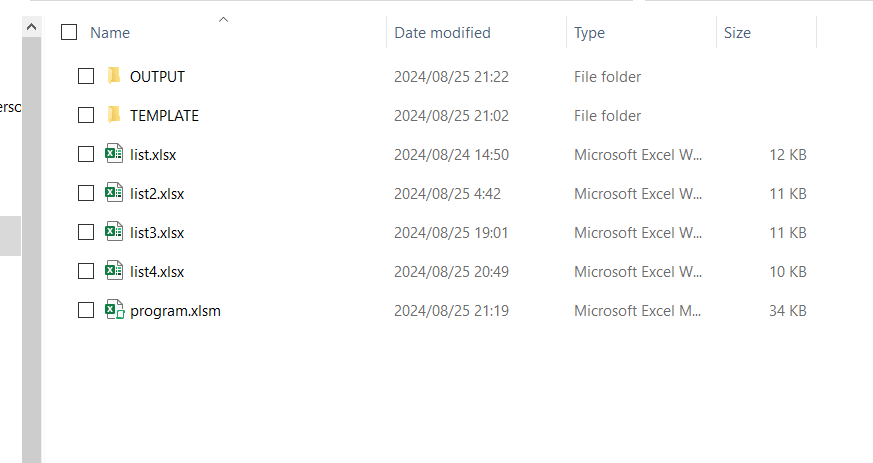 Name Date modified Type Size
OUTPUT 2024/08/25 21:22 File folder
TEMPLATE 2024/08/25 21:02 File folder
list.xlsx 2024/08/24 14:50 Microsoft Excel W... 12 KB
list2.xlsx 2024/08/25 4:42 Microsoft Excel W... 11 KB
list3.xlsx 2024/08/25 19:01 Microsoft Excel W... 11 KB
list4.xlsx 2024/08/25 20:49 Microsoft Excel W... 10 KB
program.xlsm 2024/08/25 21:19 Microsoft Excel M... 34 KB